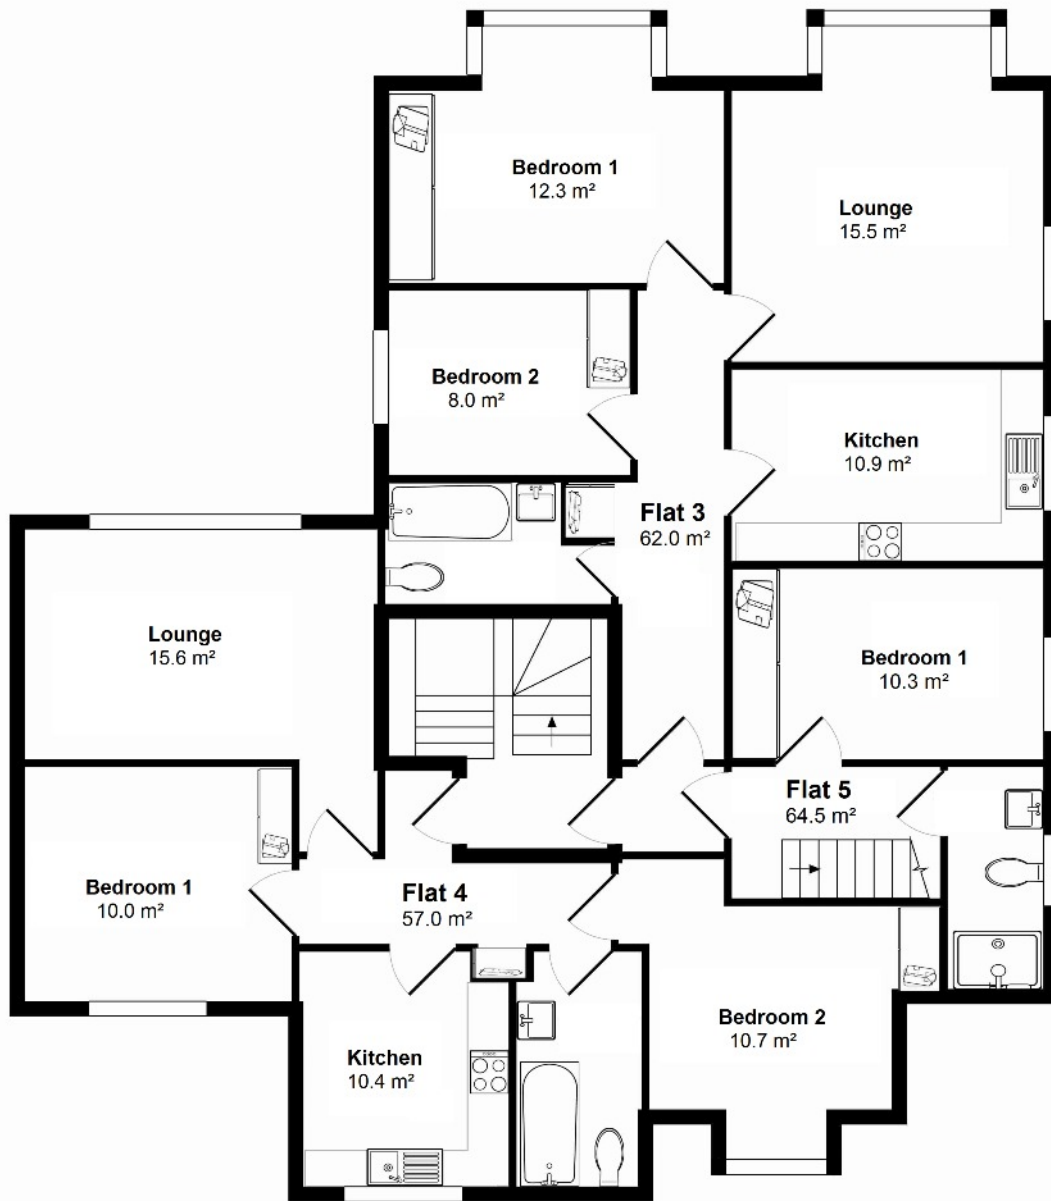 Bedroom 1
12.3 m²
Lounge
15.5 m²
Bedroom 2
8.0 m²
Kitchen
10.9 m²
Flat 3
62.0 m²
Lounge
15.6 m²
Bedroom 1
10.3 m²
Flat 5
64.5 m²
Bedroom 1
10.0 m²
Flat 4
57.0 m²
Bedroom 2
10.7 m²
Kitchen
10.4 m²